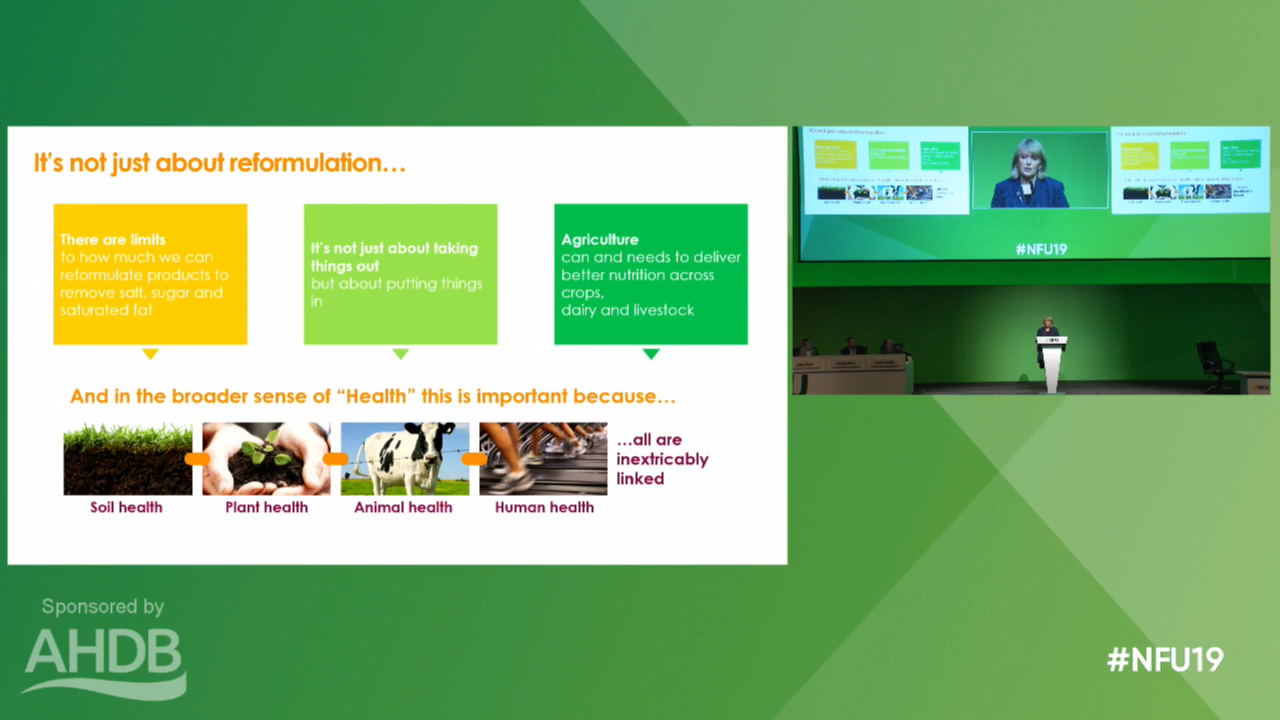 It's not just about reformulation...
There are limits
to how much we can
reformulate products to
remove salt, sugar and
saturated fat
It's not just about taking
things out
but about putting things
in
Agriculture
can and needs to deliver
better nutrition across
crops,
dairy and livestock
And in the broader sense of “Health” this is important because...
...all are
inextricably
linked
Soil health
Plant health
Animal health
Human health
#NFU19
NFU
Sponsored by
AHDB
#NFU19